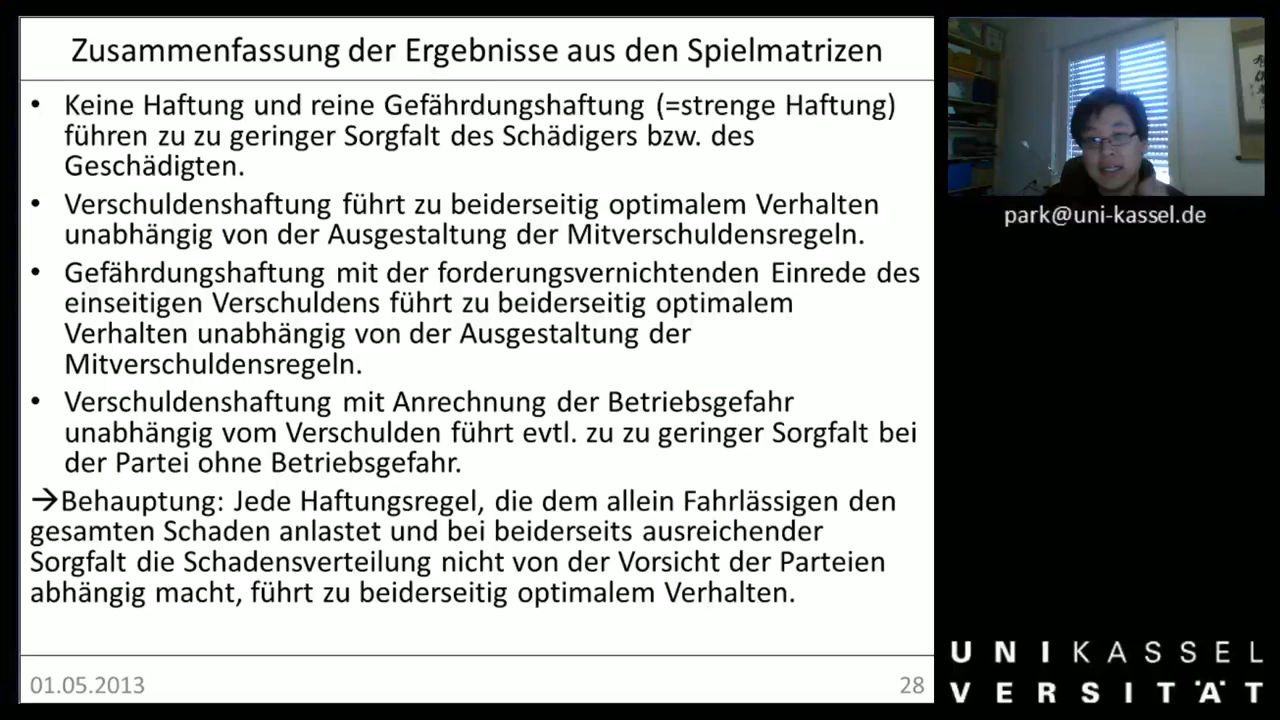 Zusammenfassung der Ergebnisse aus den Spielmatrizen
• Keine Haftung und reine Gefährdungshaftung (=strenge Haftung)
führen zu zu geringer Sorgfalt des Schädigers bzw. des
Geschädigten.
• Verschuldenshaftung führt zu beiderseitig optimalem Verhalten
unabhängig von der Ausgestaltung der Mitverschuldensregeln.
• Gefährdungshaftung mit der forderungsvernichtenden Einrede des
einseitigen Verschuldens führt zu beiderseitig optimalem
Verhalten unabhängig von der Ausgestaltung der
Mitverschuldensregeln.
• Verschuldenshaftung mit Anrechnung der Betriebsgefahr
unabhängig vom Verschulden führt evtl. zu zu geringer Sorgfalt bei
der Partei ohne Betriebsgefahr.
→Behauptung: Jede Haftungsregel, die dem allein Fahrlässigen den
gesamten Schaden anlastet und bei beiderseits ausreichender
Sorgfalt die Schadensverteilung nicht von der Vorsicht der Parteien
abhängig macht, führt zu beiderseitig optimalem Verhalten.
01.05.2013
28
park@uni-kassel.de
UNIKASSEL
VERSITÄT